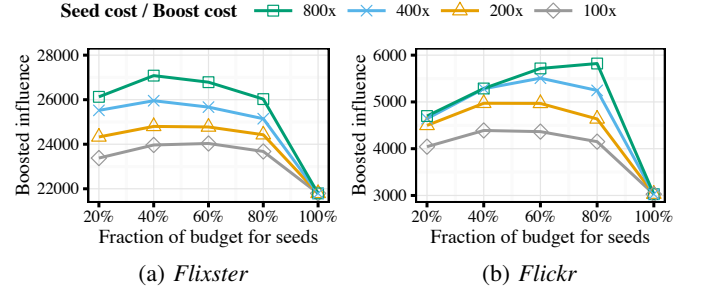 Seed cost / Boost cost 800x 400x 200x 100x
28000
26000
24000
22000
Boosted influence
20% 40% 60% 80% 100%
Fraction of budget for seeds
(a) Flixster
6000
5000
4000
3000
Boosted influence
20% 40% 60% 80% 100%
Fraction of budget for seeds
(b) Flickr